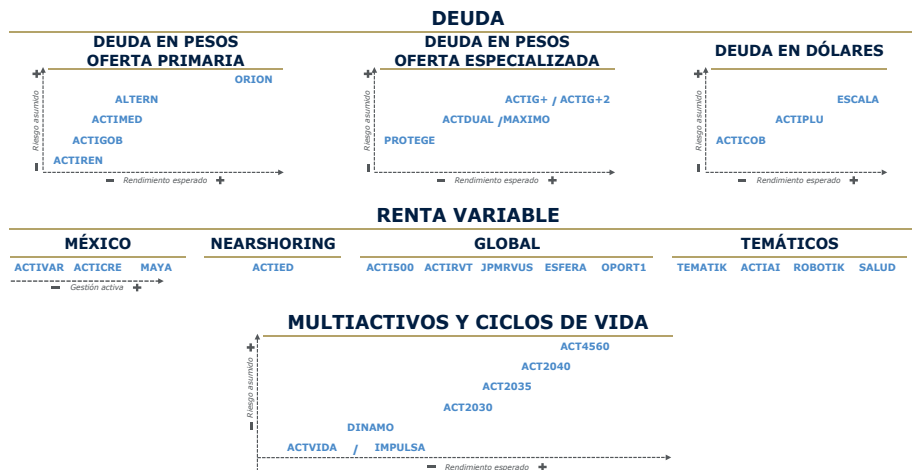 DEUDA
DEUDA EN PESOS
OFERTA PRIMARIA
+
ORION
ALTERN
ACTIMED
ACTIGOB
ACTIREN
Riesgo asumido
−
− Rendimiento esperado +
DEUDA EN PESOS
OFERTA ESPECIALIZADA
+
ACTIG+ / ACTIG+2
ACTDUAL / MAXIMO
PROTEGE
Riesgo asumido
−
− Rendimiento esperado +
DEUDA EN DÓLARES
+
ESCALA
ACTIPLU
ACTICOB
Riesgo asumido
−
− Rendimiento esperado +
RENTA VARIABLE
MÉXICO
ACTIVAR ACTICRE MAYA
− Gestión activa +
NEARSHORING
ACTIED
GLOBAL
ACTI500 ACTIRVT JPMRVUS ESFERA OPORT1
TEMÁTICOS
TEMATIK ACTIAI ROBOTIK SALUD
MULTIACTIVOS Y CICLOS DE VIDA
+
ACT4560
ACT2040
ACT2035
ACT2030
DINAMO
ACTVIDA / IMPULSA
Riesgo asumido
−
− Rendimiento esperado +